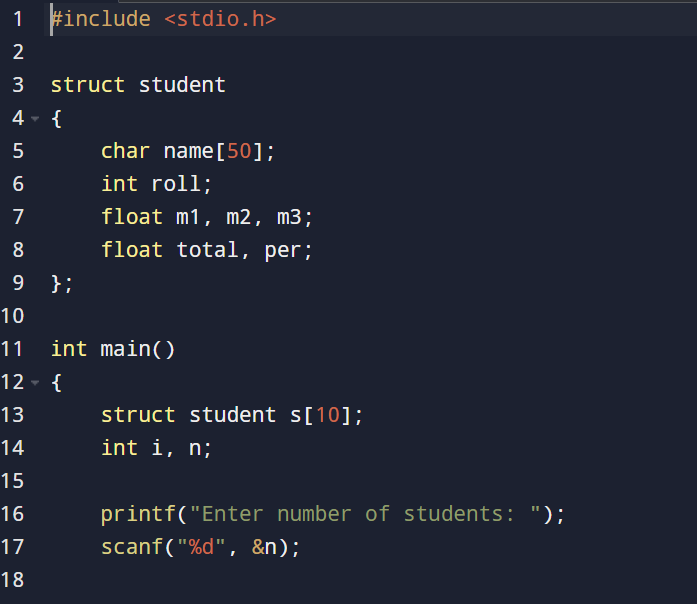 1 #include <stdio.h>
2
3 struct student
4 {
5     char name[50];
6     int roll;
7     float m1, m2, m3;
8     float total, per;
9 };
10
11 int main()
12 {
13     struct student s[10];
14     int i, n;
15
16     printf("Enter number of students: ");
17     scanf("%d", &n);
18